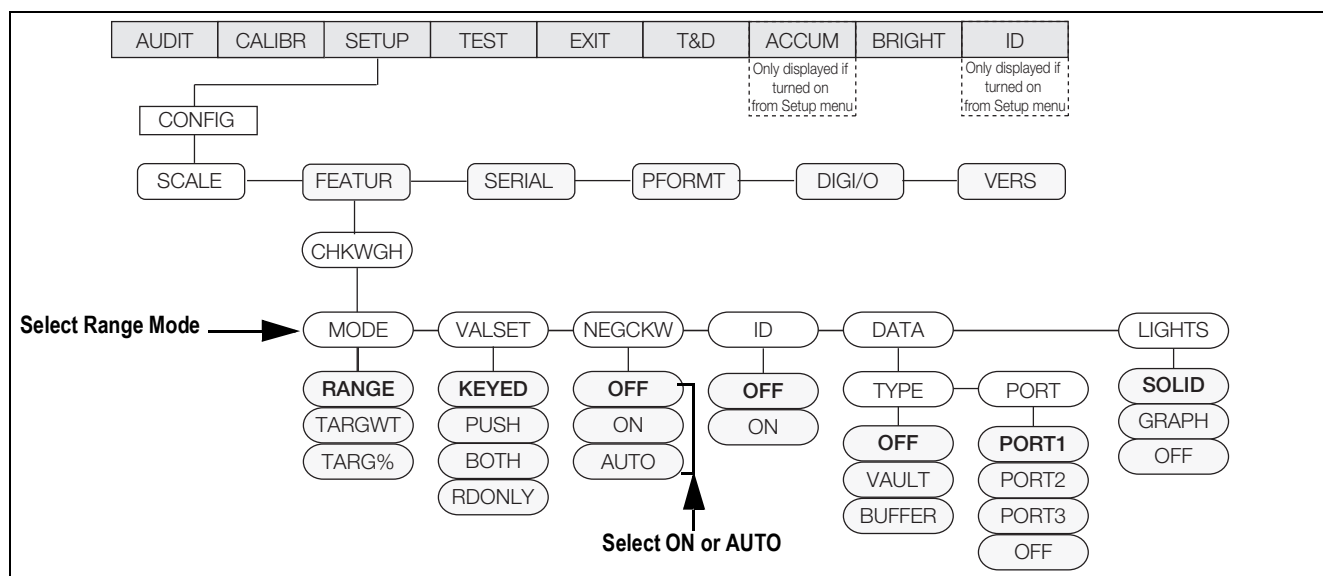 AUDIT CALIBR SETUP TEST EXIT T&D ACCUM BRIGHT ID
Only displayed if
turned on
from Setup menu
Only displayed if
turned on
from Setup menu
CONFIG
SCALE FEATUR SERIAL PFORMT DIGI/O VERS
CHKWGH
Select Range Mode
MODE VALSET NEGCKW ID DATA LIGHTS
RANGE KEYED OFF OFF TYPE PORT SOLID
TARGWT PUSH ON ON OFF PORT1 GRAPH
TARG% BOTH AUTO VAULT PORT2 OFF
RDONLY BUFFER PORT3
OFF
Select ON or AUTO